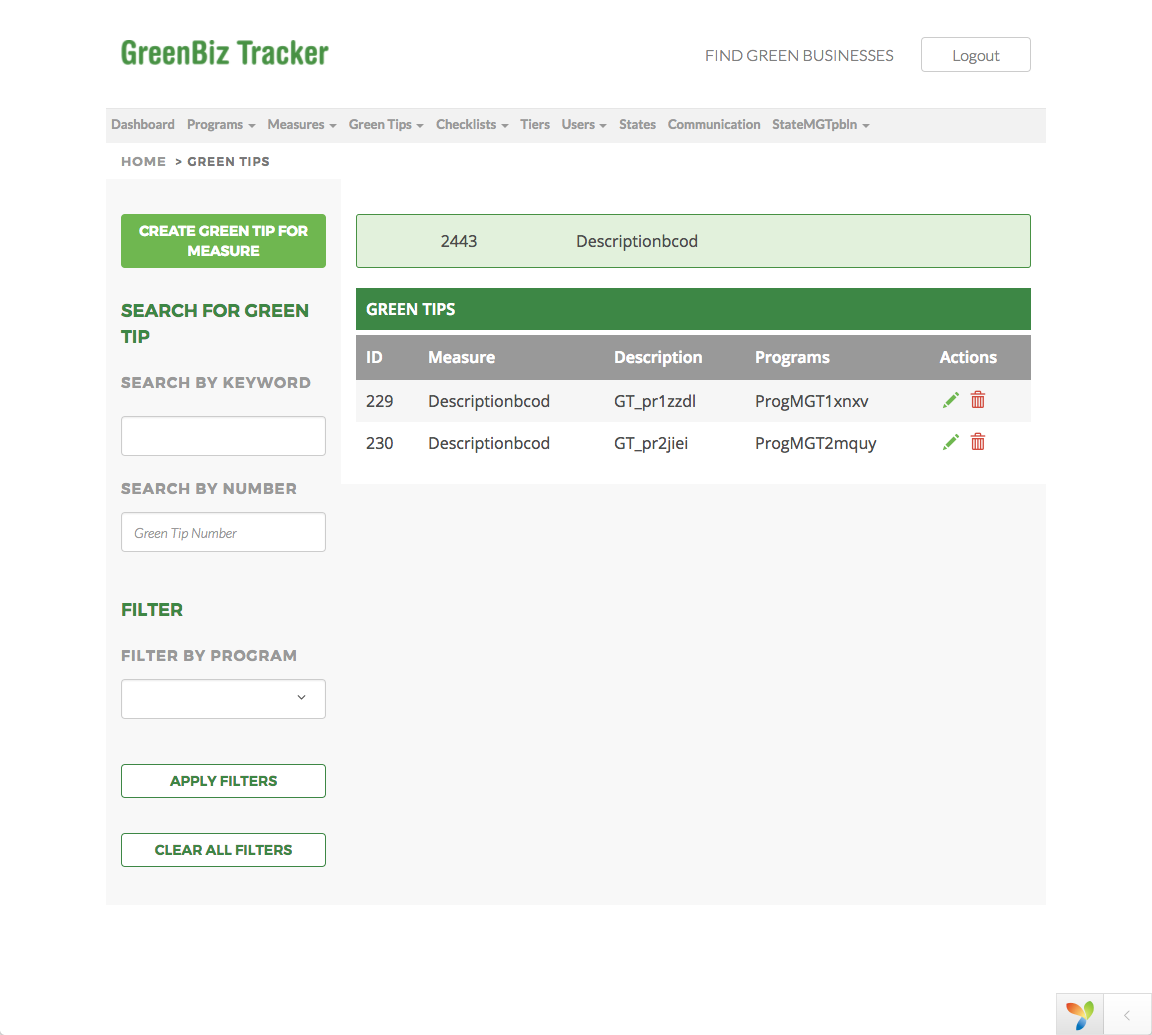 GreenBiz Tracker
FIND GREEN BUSINESSES
Logout
Dashboard Programs Measures Green Tips Checklists Tiers Users States Communication StateMGTpbln
HOME > GREEN TIPS
CREATE GREEN TIP FOR
MEASURE
SEARCH FOR GREEN
TIP
SEARCH BY KEYWORD
SEARCH BY NUMBER
Green Tip Number
FILTER
FILTER BY PROGRAM
APPLY FILTERS
CLEAR ALL FILTERS
2443 Descriptionbcod
GREEN TIPS
ID Measure Description Programs Actions
229 Descriptionbcod GT_pr1zzdl ProgMGT1xnxv
230 Descriptionbcod GT_pr2jiei ProgMGT2mquy